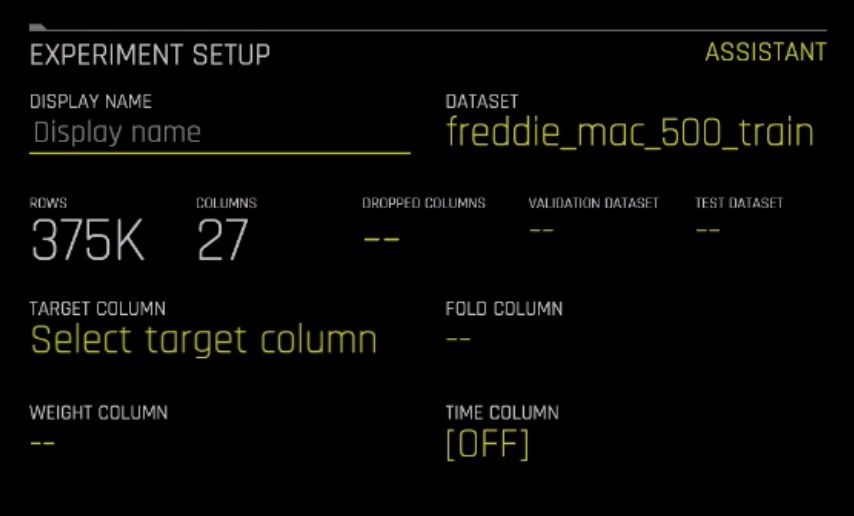 EXPERIMENT SETUP
ASSISTANT
DISPLAY NAME
DATASET
Display name
freddie_mac_500_train
ROWS
COLUMNS
DROPPED COLUMNS
VALIDATION DATASET
TEST DATASET
375K
27
--
--
--
TARGET COLUMN
FOLD COLUMN
Select target column
--
WEIGHT COLUMN
TIME COLUMN
--
[OFF]